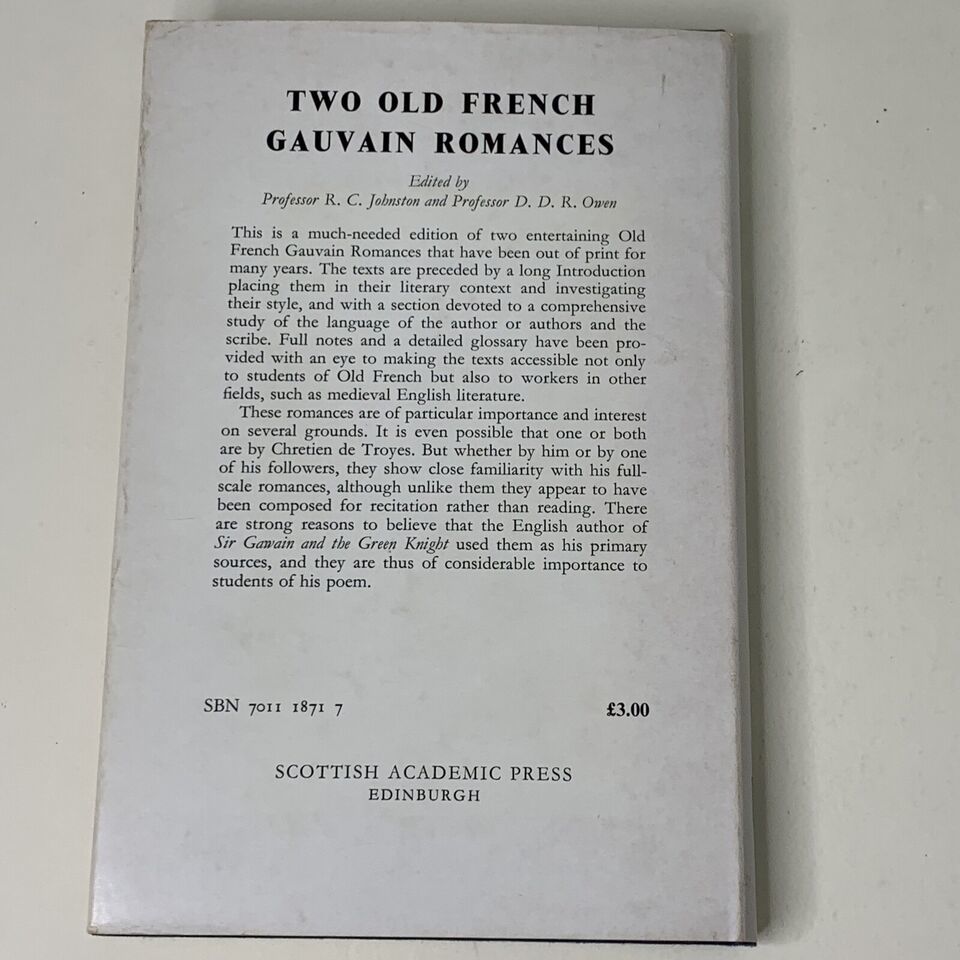 TWO OLD FRENCH
GAUVAIN ROMANCES
Edited by
Professor R. C. Johnston and Professor D. D. R. Owen
This is a much-needed edition of two entertaining Old
French Gauvain Romances that have been out of print for
many years. The texts are preceded by a long Introduction
placing them in their literary context and investigating
their style, and with a section devoted to a comprehensive
study of the language of the author or authors and the
scribe. Full notes and a detailed glossary have been pro-
vided with an eye to making the texts accessible not only
to students of Old French but also to workers in other
fields, such as medieval English literature.
These romances are of particular importance and interest
on several grounds. It is even possible that one or both
are by Chretien de Troyes. But whether by him or by one
of his followers, they show close familiarity with his full-
scale romances, although unlike them they appear to have
been composed for recitation rather than reading. There
are strong reasons to believe that the English author of
Sir Gawain and the Green Knight used them as his primary
sources, and they are thus of considerable importance to
students of his poem.
SBN 7011 1871 7
£3.00
SCOTTISH ACADEMIC PRESS
EDINBURGH